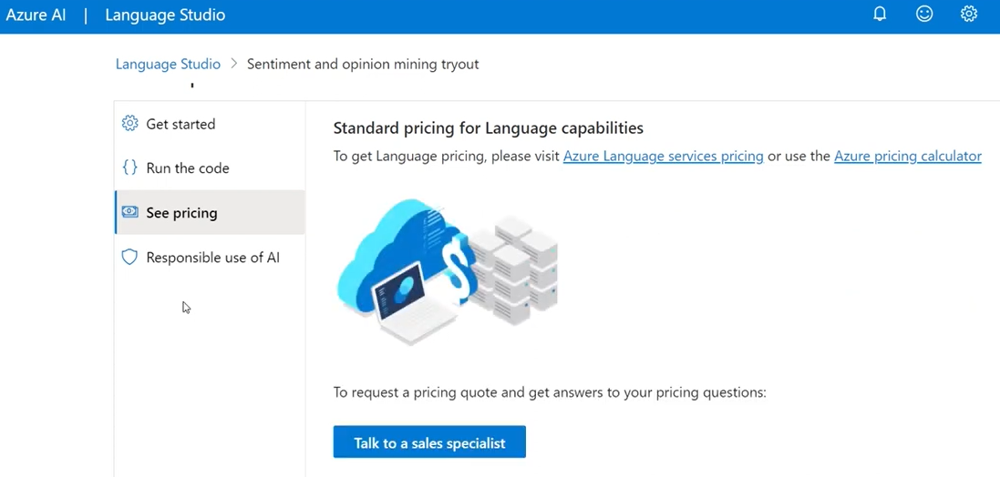 Azure AI | Language Studio
Language Studio > Sentiment and opinion mining tryout
Get started
Run the code
See pricing
Responsible use of AI
Standard pricing for Language capabilities
To get Language pricing, please visit Azure Language services pricing or use the Azure pricing calculator
To request a pricing quote and get answers to your pricing questions:
Talk to a sales specialist